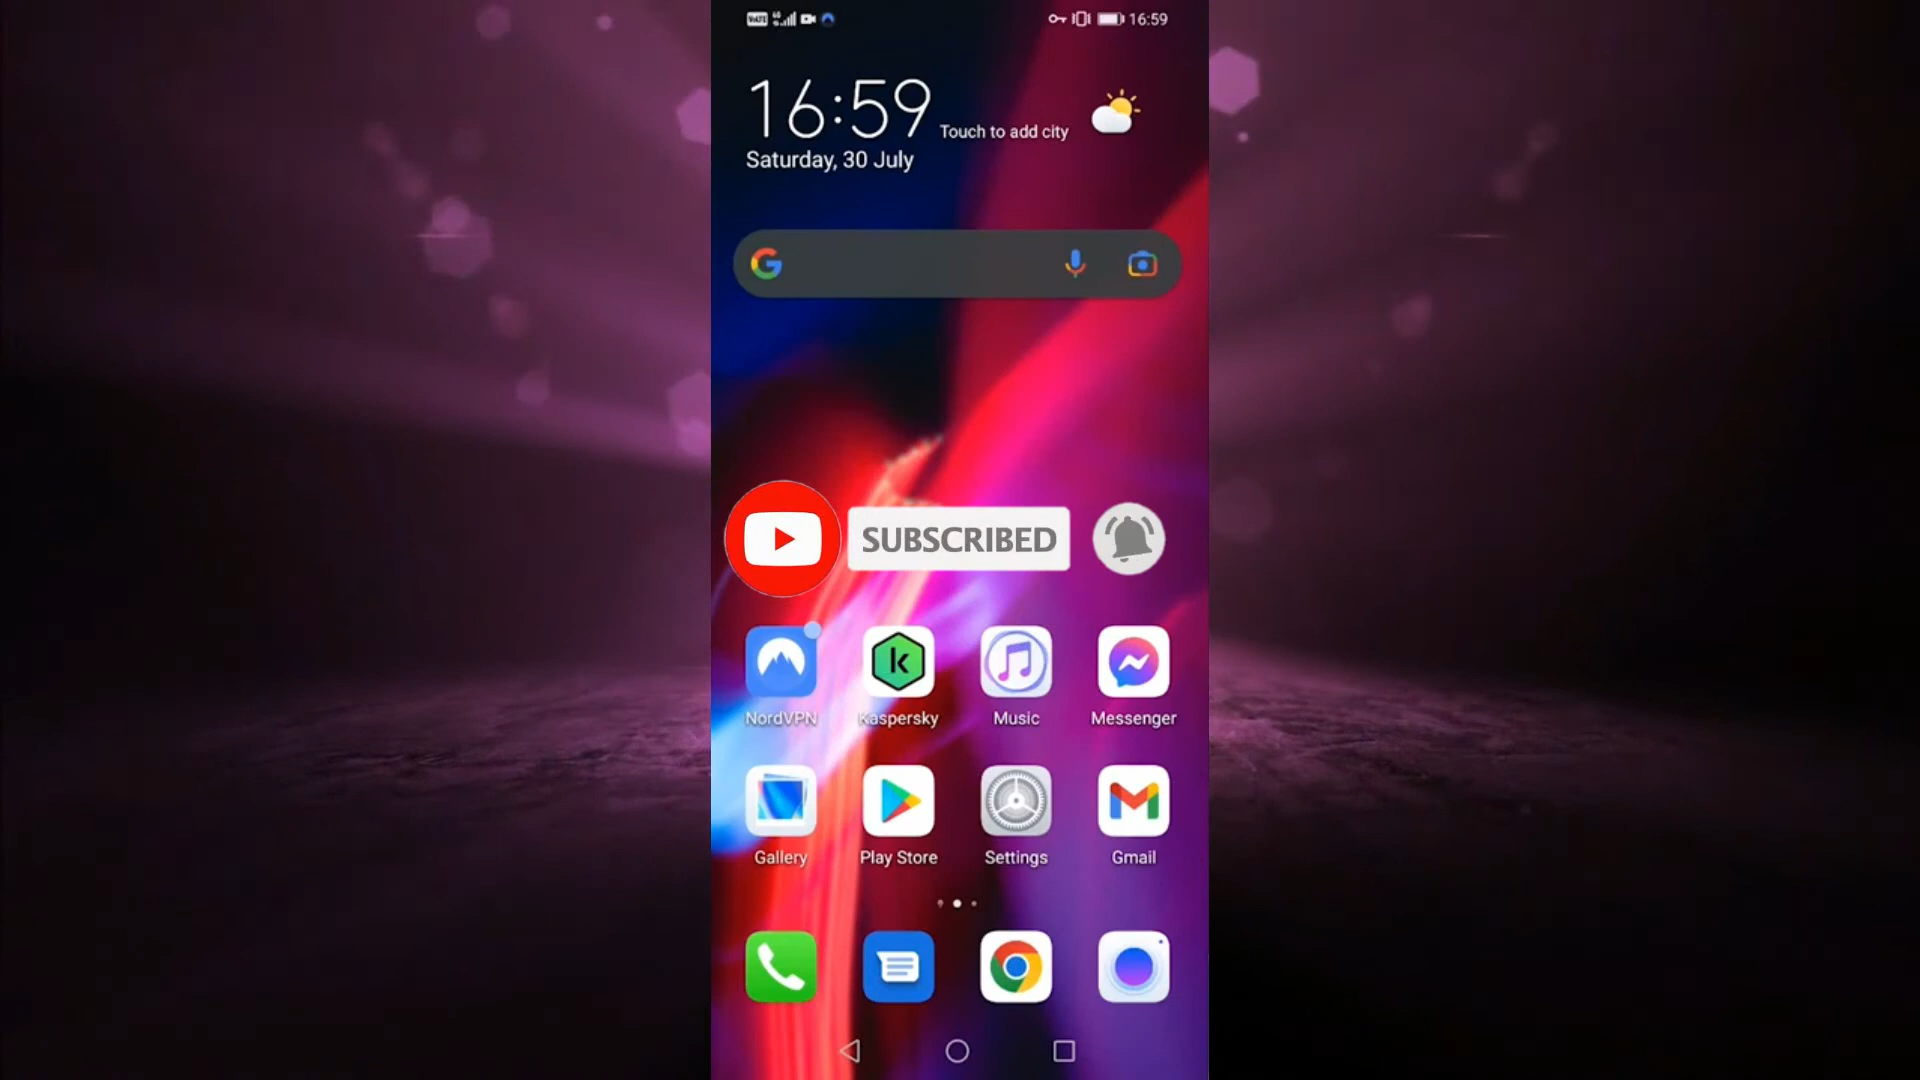 VoLTE 16:59
16:59
Touch to add city
Saturday, 30 July
SUBSCRIBED
NordVPN Kaspersky Music Messenger
Gallery Play Store Settings Gmail